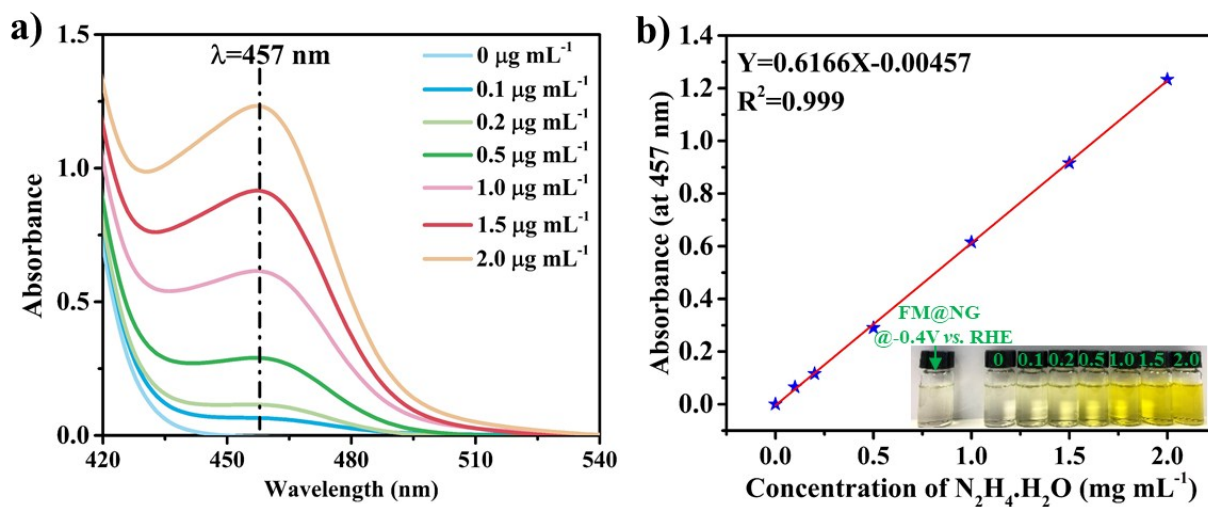 a)
λ=457 nm
0 μg mL⁻¹
0.1 μg mL⁻¹
0.2 μg mL⁻¹
0.5 μg mL⁻¹
1.0 μg mL⁻¹
1.5 μg mL⁻¹
2.0 μg mL⁻¹
Absorbance
1.5
1.0
0.5
0.0
420 450 480 510 540
Wavelength (nm)
b)
Y=0.6166X-0.00457
R²=0.999
Absorbance (at 457 nm)
1.4
1.2
1.0
0.8
0.6
0.4
0.2
0.0
FM@NG
@-0.4V vs. RHE
0 0.1 0.2 0.5 1.0 1.5 2.0
0.0 0.5 1.0 1.5 2.0
Concentration of N₂H₄.H₂O (mg mL⁻¹)